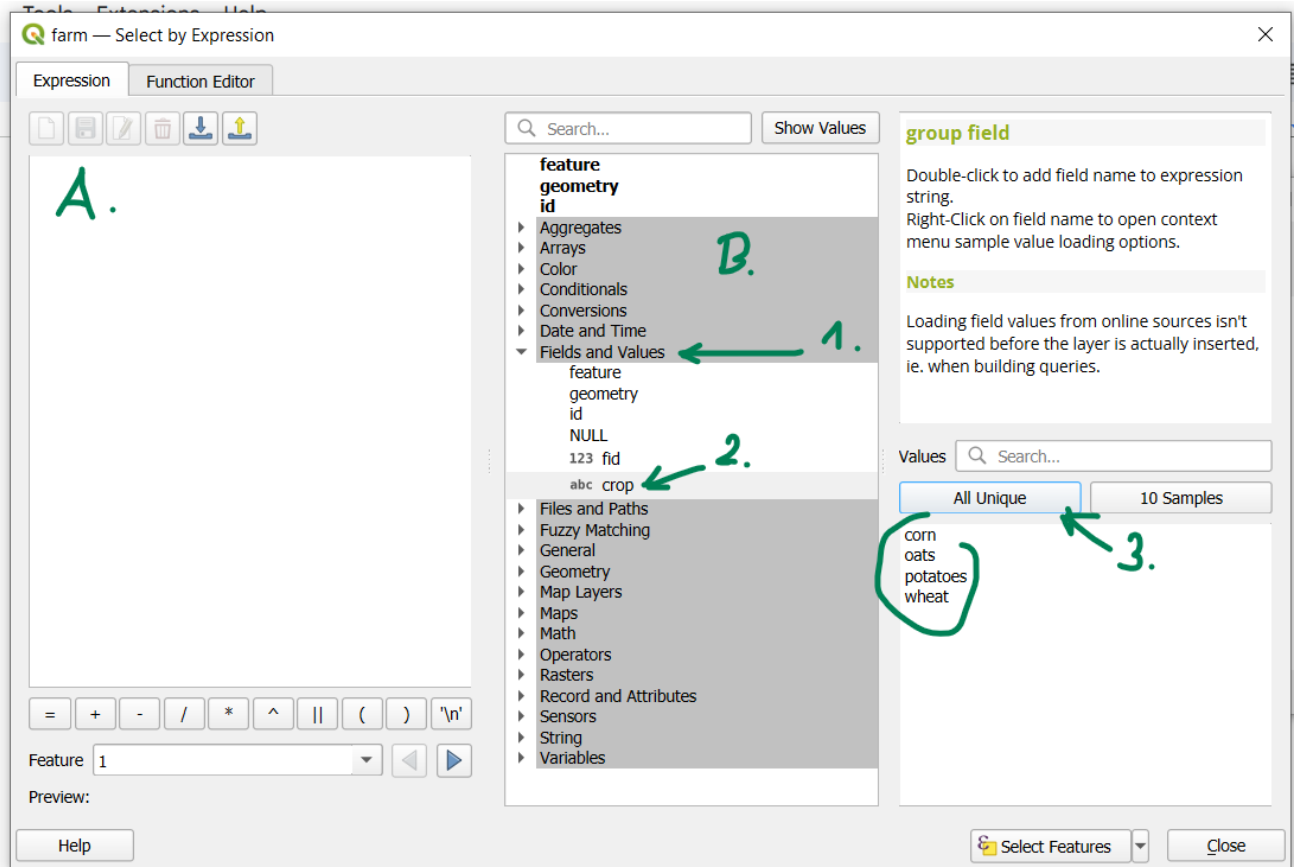 Tools Extensions Help
farm — Select by Expression
Expression
Function Editor
Search...
Show Values
A.
feature
geometry
id
Aggregates
Arrays
Color
Conditionals
Conversions
Date and Time
Fields and Values
feature
geometry
id
NULL
123 fid
abc crop
Files and Paths
Fuzzy Matching
General
Geometry
Map Layers
Maps
Math
Operators
Rasters
Record and Attributes
Sensors
String
Variables
B.
1.
2.
group field
Double-click to add field name to expression
string.
Right-Click on field name to open context
menu sample value loading options.
Notes
Loading field values from online sources isn't
supported before the layer is actually inserted,
ie. when building queries.
Values
Search...
All Unique
10 Samples
corn
oats
potatoes
wheat
3.
= + - / * ^ || ( ) '\n'
Feature 1
Preview:
Help
Select Features
Close